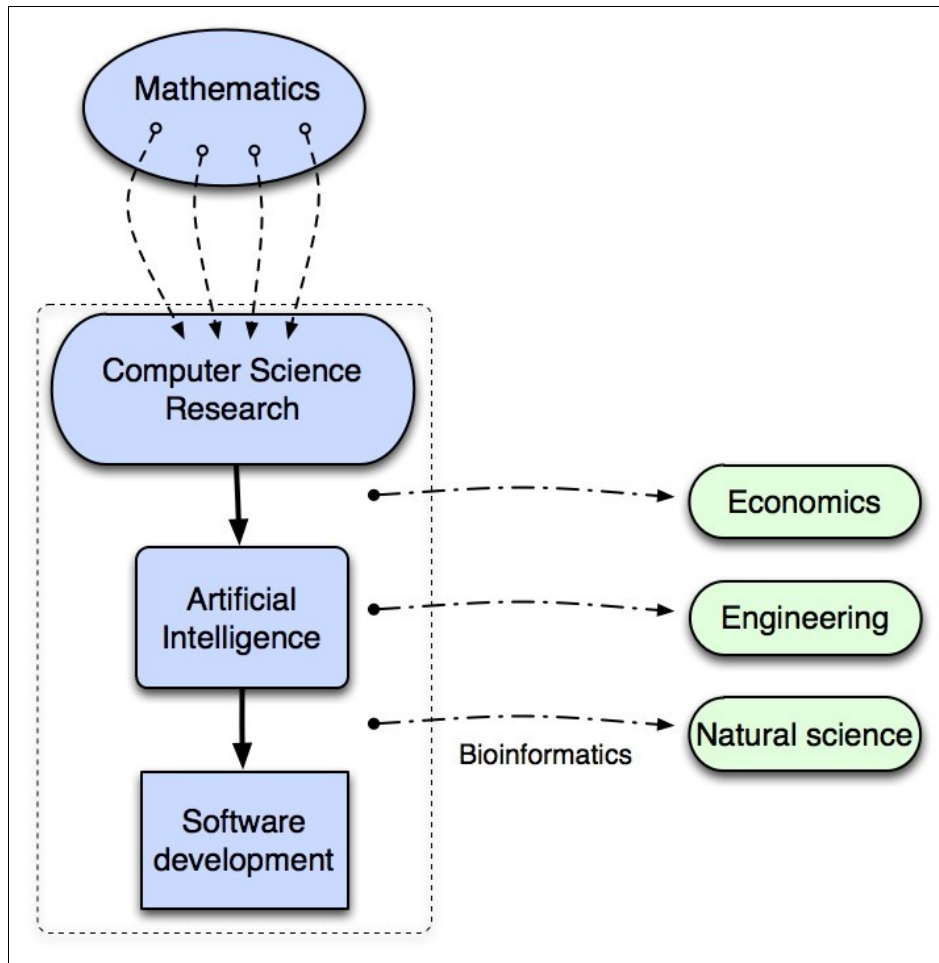 Mathematics
Computer Science
Research
Economics
Artificial
Intelligence
Engineering
Natural science
Bioinformatics
Software
development